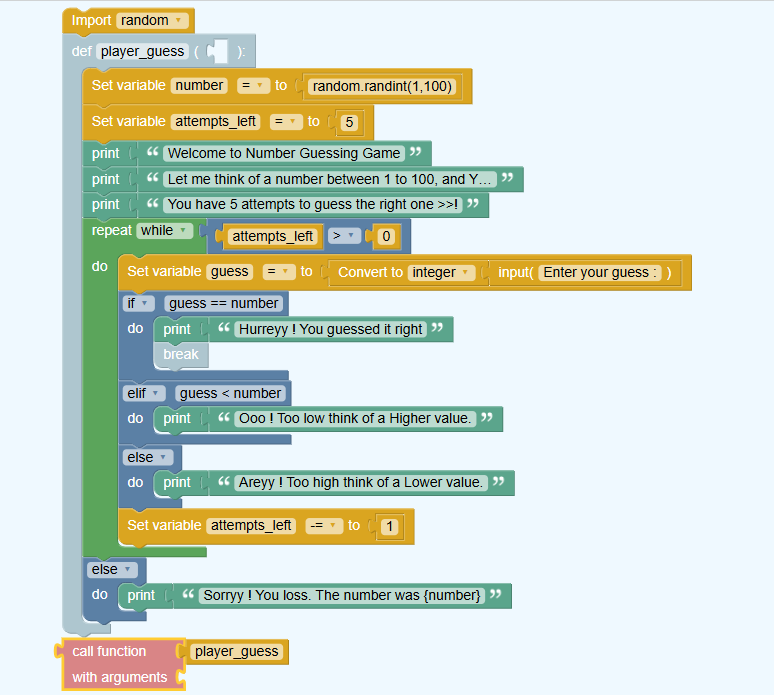 Import random
def player_guess ( ):
Set variable number = to random.randint(1,100)
Set variable attempts_left = to 5
print “ Welcome to Number Guessing Game ”
print “ Let me think of a number between 1 to 100, and Y... ”
print “ You have 5 attempts to guess the right one >>! ”
repeat while attempts_left > 0
do Set variable guess = to Convert to integer input( Enter your guess : )
if guess == number
do print “ Hurreyy ! You guessed it right ”
break
elif guess < number
do print “ Ooo ! Too low think of a Higher value. ”
else
do print “ Areyy ! Too high think of a Lower value. ”
Set variable attempts_left -= to 1
else
do print “ Sorryy ! You loss. The number was {number} ”
call function player_guess
with arguments